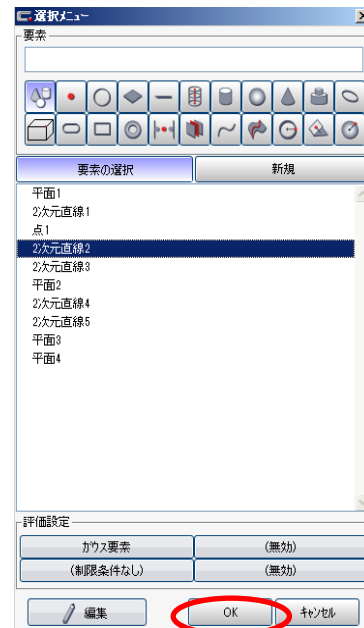 選択メニュー
要素
要素の選択 新規
平面1
2次元直線1
点1
2次元直線2
2次元直線3
平面2
2次元直線4
2次元直線5
平面3
平面4
評価設定
ガウス要素 (無効)
(制限条件なし) (無効)
編集 OK キャンセル